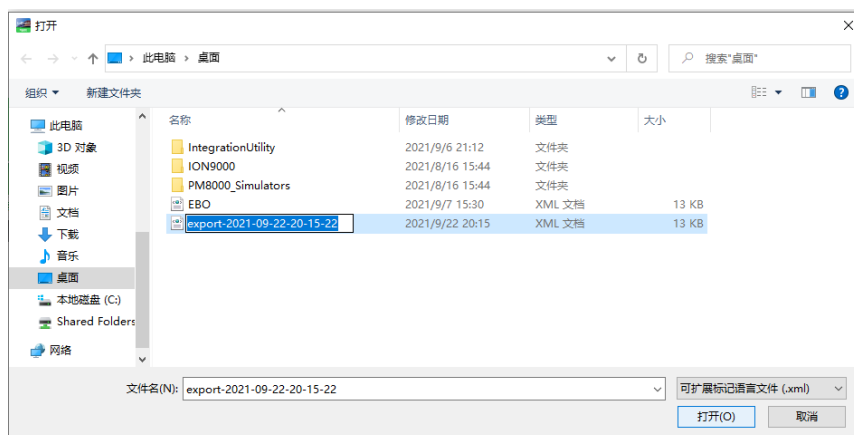 打开
此电脑 › 桌面
搜索"桌面"
组织 新建文件夹
名称 修改日期 类型 大小
此电脑
3D 对象
视频
图片
文档
下载
音乐
桌面
本地磁盘 (C:)
Shared Folders
网络
IntegrationUtility 2021/9/6 21:12 文件夹
ION9000 2021/8/16 15:44 文件夹
PM8000_Simulators 2021/8/16 15:44 文件夹
EBO 2021/9/7 15:30 XML 文档 13 KB
export-2021-09-22-20-15-22 2021/9/22 20:15 XML 文档 13 KB
文件名(N): export-2021-09-22-20-15-22 可扩展标记语言文件 (.xml)
打开(O) 取消